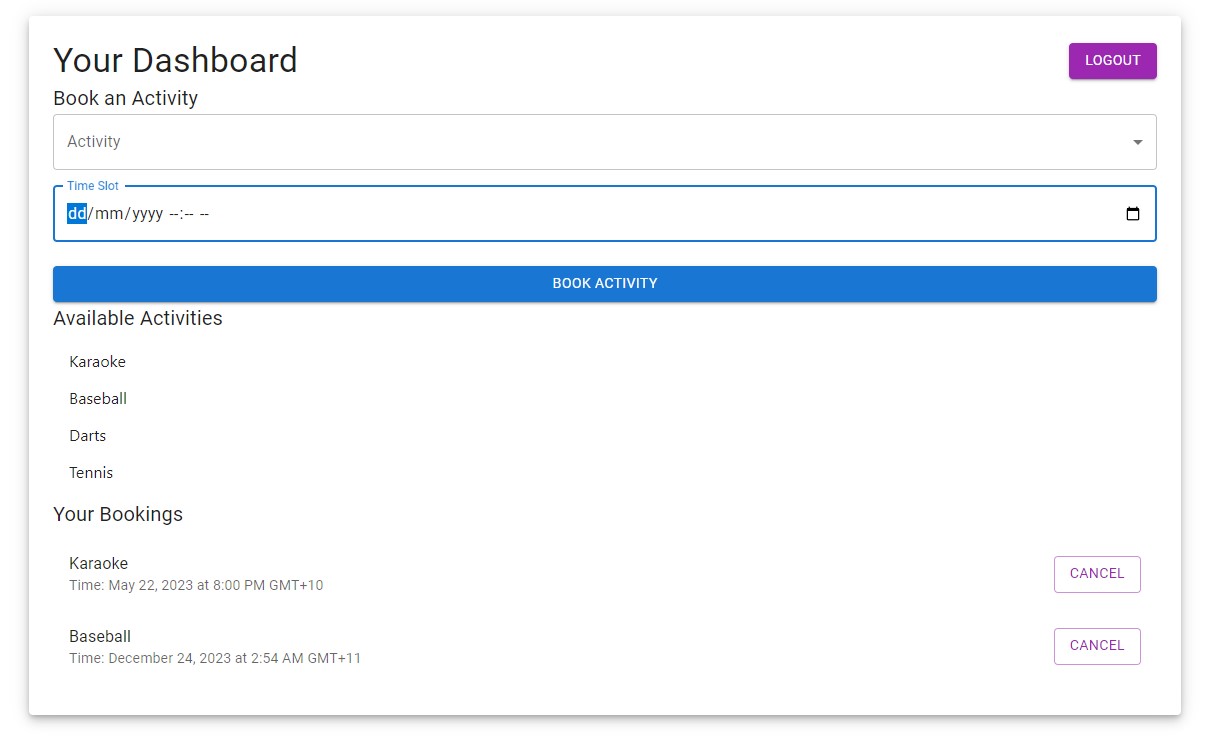 Your Dashboard
LOGOUT
Book an Activity
Activity
Time Slot
dd/mm/yyyy --:-- --
BOOK ACTIVITY
Available Activities
Karaoke
Baseball
Darts
Tennis
Your Bookings
Karaoke
Time: May 22, 2023 at 8:00 PM GMT+10
CANCEL
Baseball
Time: December 24, 2023 at 2:54 AM GMT+11
CANCEL